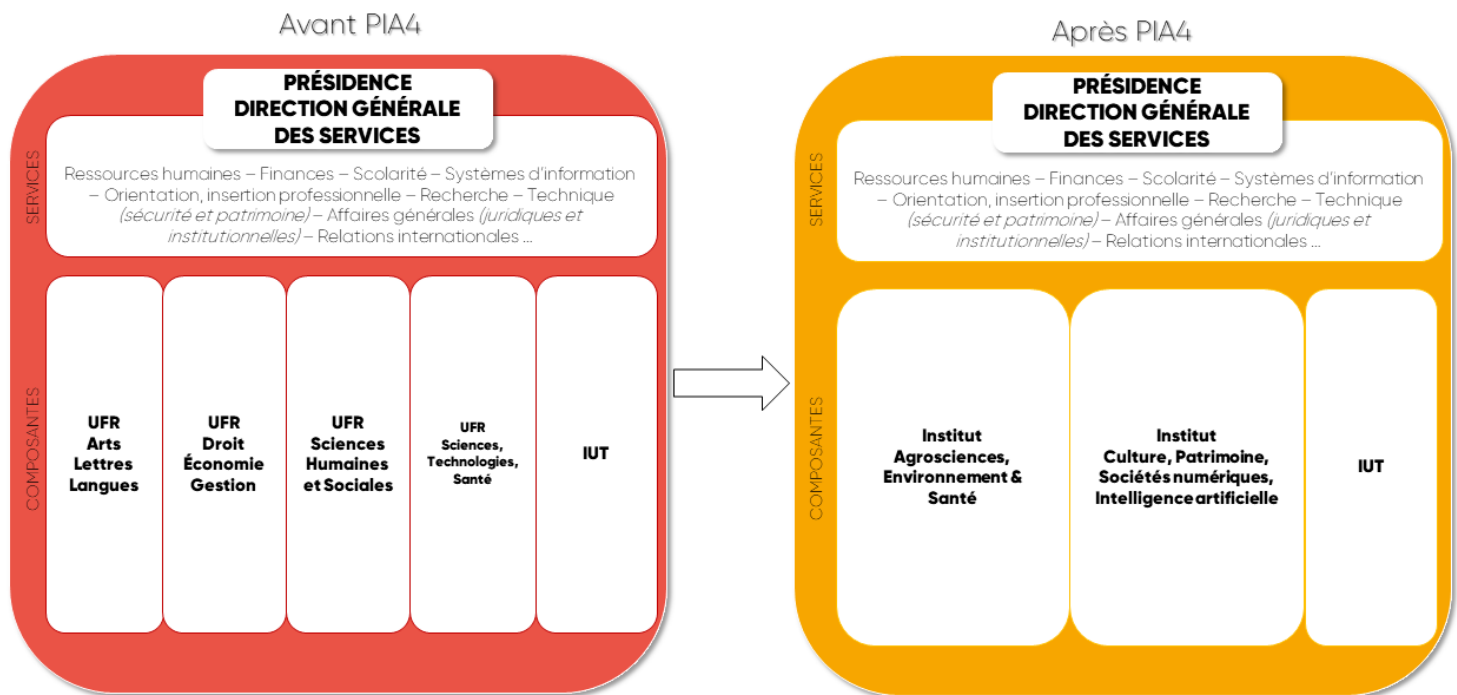 Avant PIA4
PRÉSIDENCE
DIRECTION GÉNÉRALE
DES SERVICES
SERVICES
Ressources humaines – Finances – Scolarité – Systèmes d'information
– Orientation, insertion professionnelle – Recherche – Technique
(sécurité et patrimoine) – Affaires générales (juridiques et
institutionnelles) – Relations internationales ...
COMPOSANTES
UFR
Arts
Lettres
Langues
UFR
Droit
Économie
Gestion
UFR
Sciences
Humaines
et Sociales
UFR
Sciences,
Technologies,
Santé
IUT
Après PIA4
PRÉSIDENCE
DIRECTION GÉNÉRALE
DES SERVICES
SERVICES
Ressources humaines – Finances – Scolarité – Systèmes d'information
– Orientation, insertion professionnelle – Recherche – Technique
(sécurité et patrimoine) – Affaires générales (juridiques et
institutionnelles) – Relations internationales ...
COMPOSANTES
Institut
Agrosciences,
Environnement &
Santé
Institut
Culture, Patrimoine,
Sociétés numériques,
Intelligence artificielle
IUT